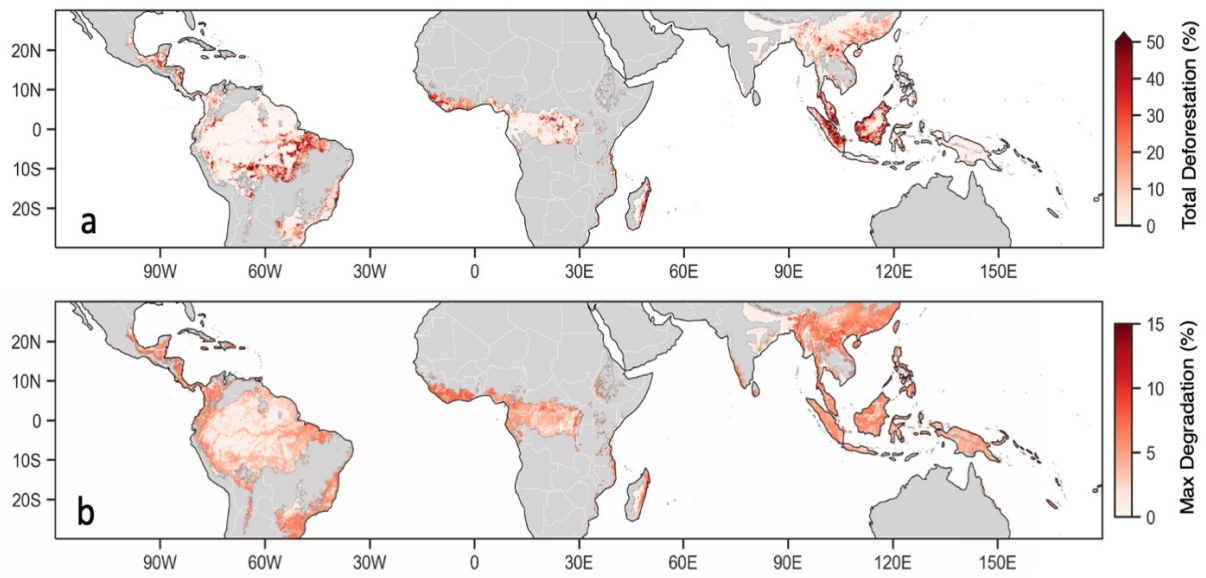 20N
10N
0
10S
20S
a
90W 60W 30W 0 30E 60E 90E 120E 150E
50
40
30
20
10
0
Total Deforestation (%)
20N
10N
0
10S
20S
b
90W 60W 30W 0 30E 60E 90E 120E 150E
15
10
5
0
Max Degradation (%)